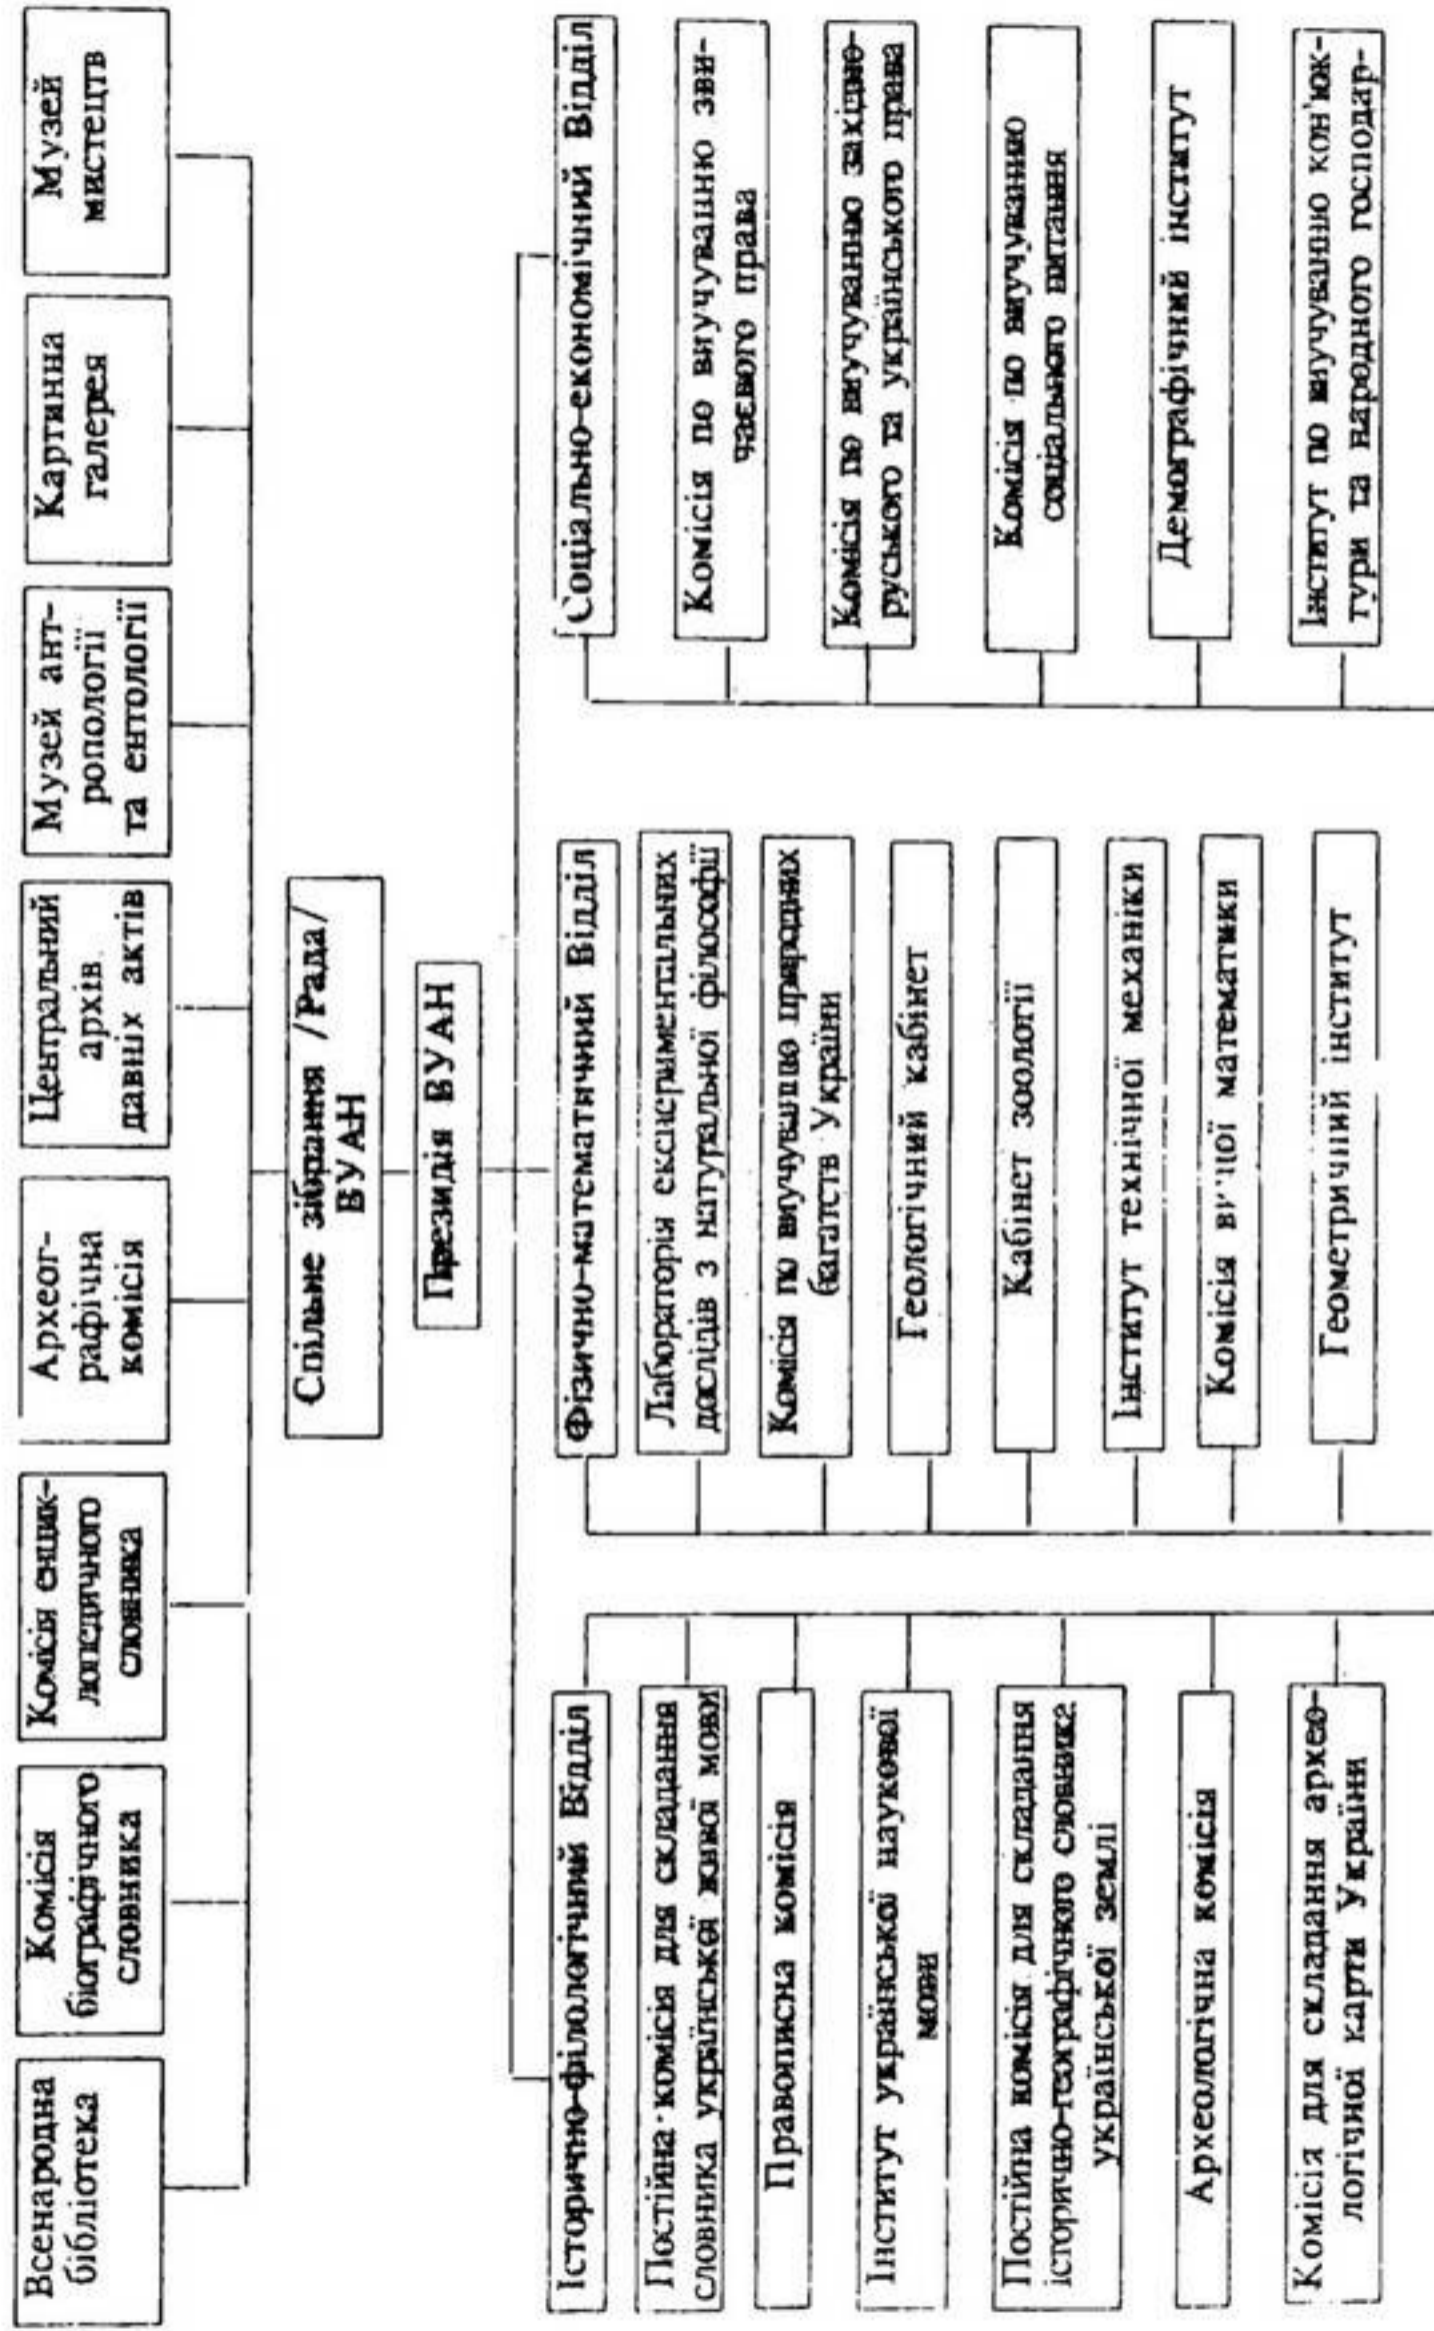 Всенародна
бібліотека
Комісія
біографічного
словника
Комісія енцик-
лопедичного
словника
Археог-
рафічна
комісія
Центральний
архів
давніх актів
Музей ант-
ропології
та ентології
Картинна
галерея
Музей
мистецтв
Спільне зібрання /Рада/
ВУАН
Президія ВУАН
Історично-філологічний Відділ
Постійна комісія для складання
словника української живої мови
Правописна комісія
Інститут української наукової
мови
Постійна комісія для складання
історично-географічного словника
української землі
Археологічна комісія
Комісія для складання архео-
логічної карти України
Фізично-математичний Відділ
Лабораторія експериментальних
дослідів з натуральної філософії
Комісія по вивчуванню природних
багатств України
Геологічний кабінет
Кабінет зоології
Інститут технічної механіки
Комісія вищої математики
Геометричний інститут
Соціально-економічний Відділ
Комісія по вивчуванню зви-
чаєвого права
Комісія по вивчуванню західно-
руського та українського права
Комісія по вивчуванню
соціального питання
Демографічний інститут
Інститут по вивчуванню кон'юк-
тури та народного господар-